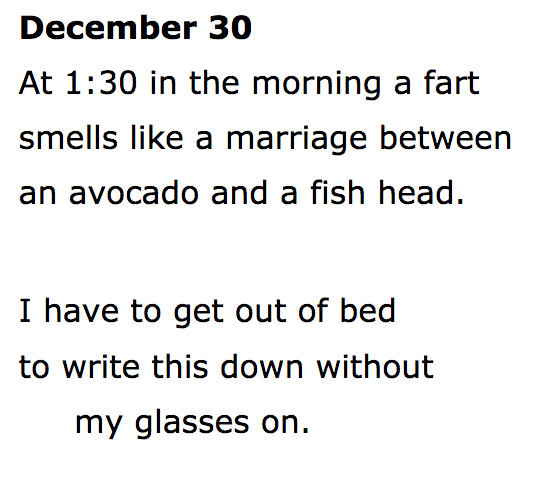 December 30
At 1:30 in the morning a fart
smells like a marriage between
an avocado and a fish head.
I have to get out of bed
to write this down without
my glasses on.